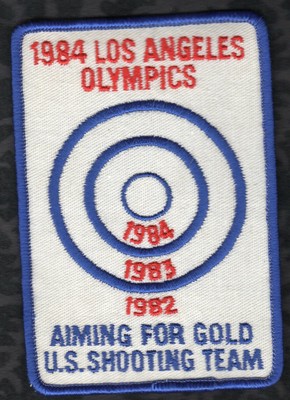 1984 LOS ANGELES
OLYMPICS
1984
1983
1982
AIMING FOR GOLD
U.S. SHOOTING TEAM